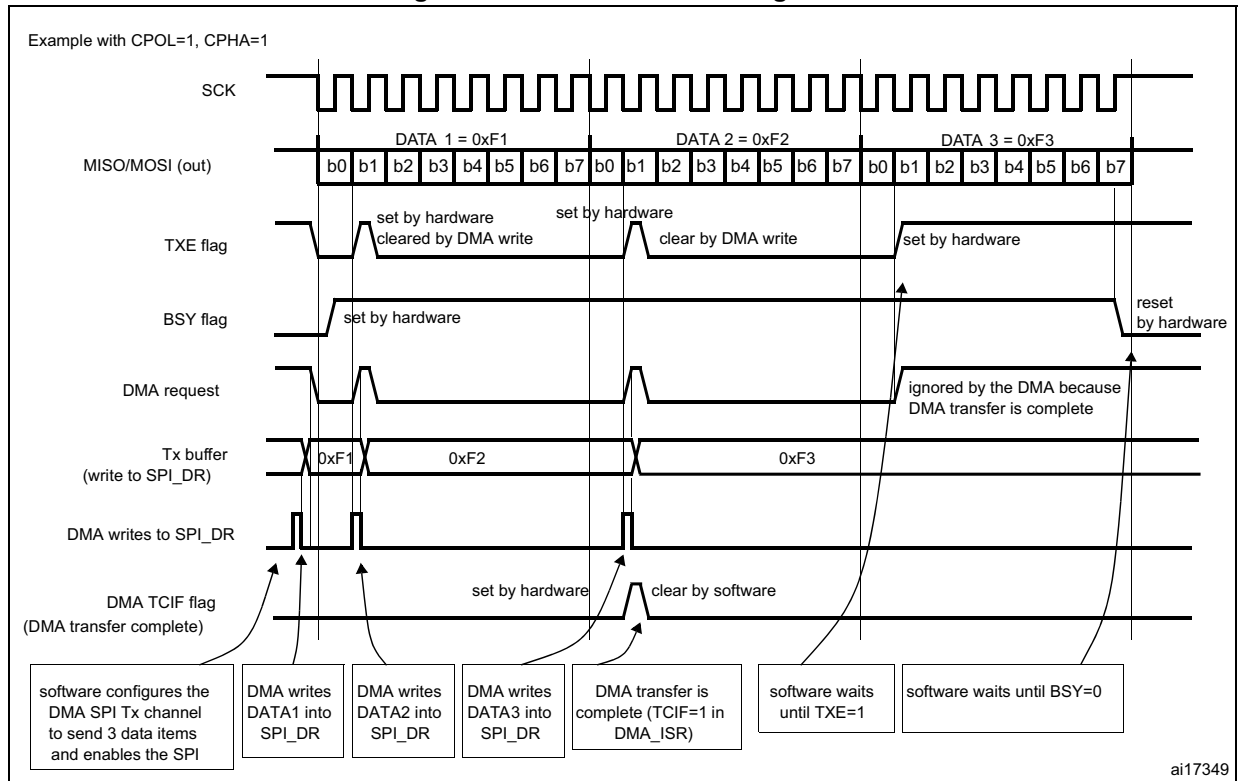 Example with CPOL=1, CPHA=1
SCK
DATA 1 = 0xF1
DATA 2 = 0xF2
DATA 3 = 0xF3
MISO/MOSI (out)
b0 b1 b2 b3 b4 b5 b6 b7 b0 b1 b2 b3 b4 b5 b6 b7 b0 b1 b2 b3 b4 b5 b6 b7
TXE flag
set by hardware
cleared by DMA write
set by hardware
clear by DMA write
set by hardware
BSY flag
set by hardware
reset
by hardware
DMA request
ignored by the DMA because
DMA transfer is complete
Tx buffer
(write to SPI_DR)
0xF1
0xF2
0xF3
DMA writes to SPI_DR
DMA TCIF flag
(DMA transfer complete)
set by hardware
clear by software
software configures the
DMA SPI Tx channel
to send 3 data items
and enables the SPI
DMA writes
DATA1 into
SPI_DR
DMA writes
DATA2 into
SPI_DR
DMA writes
DATA3 into
SPI_DR
DMA transfer is
complete (TCIF=1 in
DMA_ISR)
software waits
until TXE=1
software waits until BSY=0
ai17349